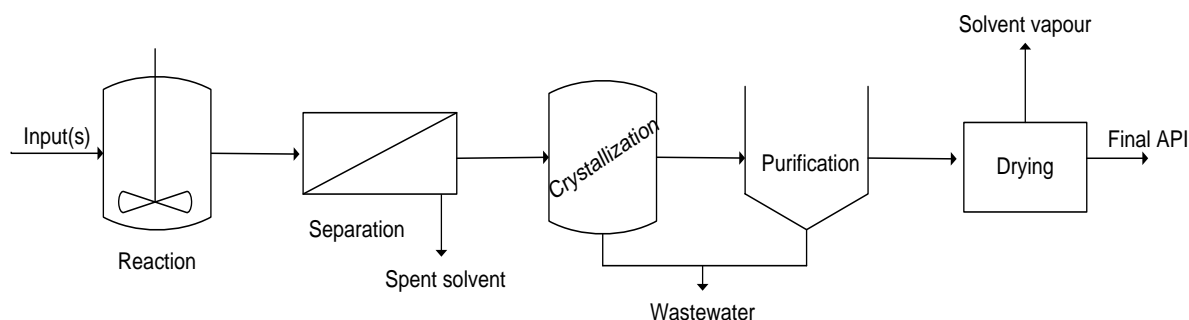 Solvent vapour
Input(s)
Crystallization
Purification
Drying
Final API
Separation
Reaction
Spent solvent
Wastewater